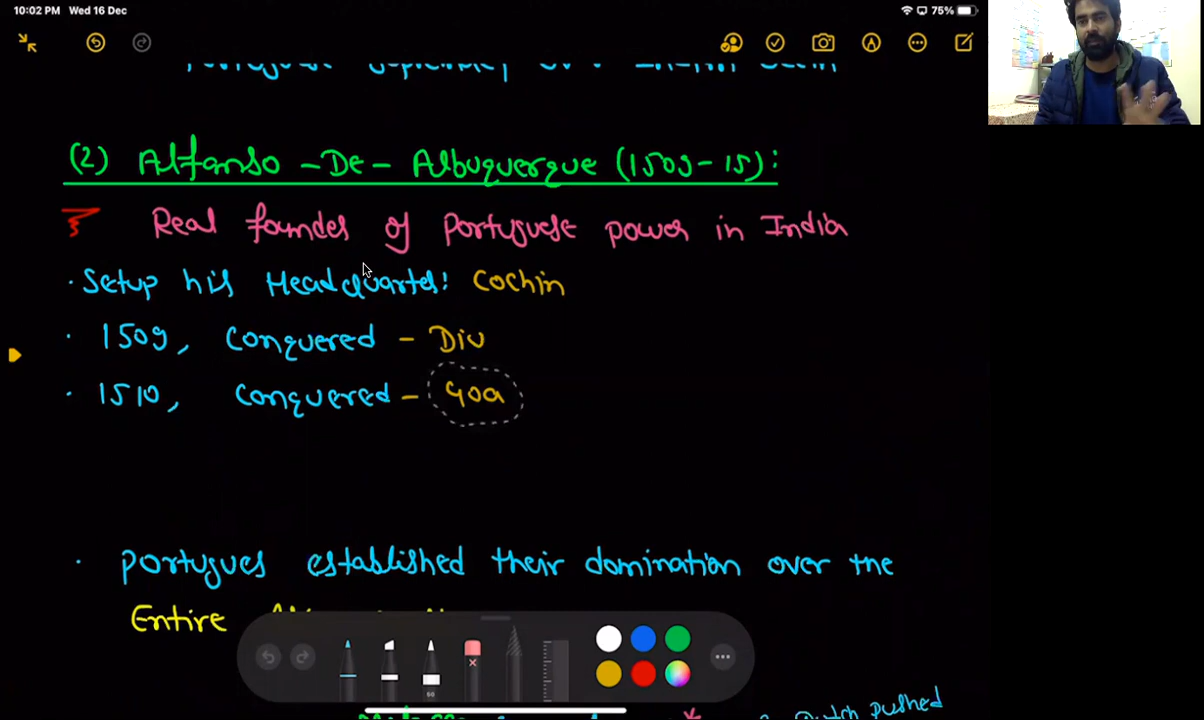 10:02 PM Wed 16 Dec 75%
(2) Alfanso - De - Albuquerque (1509-15):
Real founder of Portuguese power in India
· Setup his Headquarter: Cochin
· 1509, Conquered - Diu
· 1510, Conquered - Goa
· Portugues established their domination over the
Entire
50
Dutch pushed